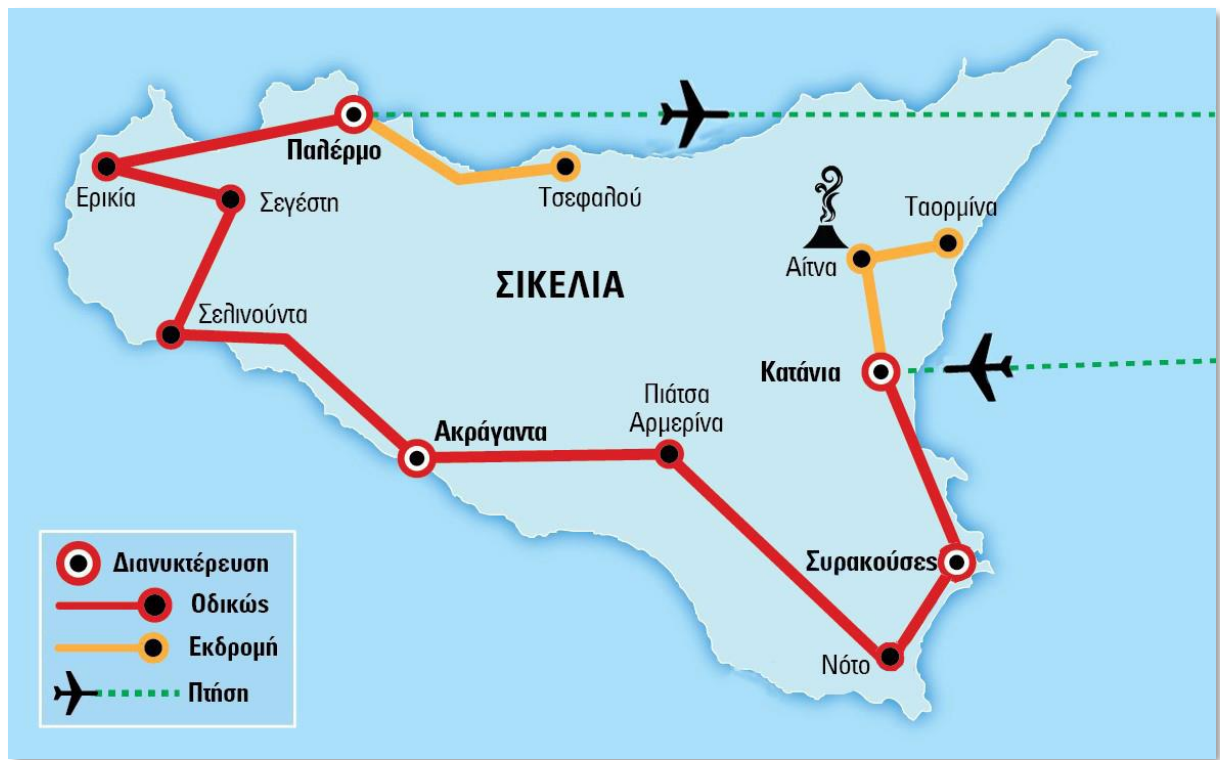 Παλέρμο
Ερικία
Σεγέστη
Τσεφαλού
Ταορμίνα
Αίτνα
ΣΙΚΕΛΙΑ
Σελινούντα
Κατάνια
Πιάτσα
Αρμερίνα
Ακράγαντα
Συρακούσες
Νότο
Διανυκτέρευση
Οδικώς
Εκδρομή
Πτήση